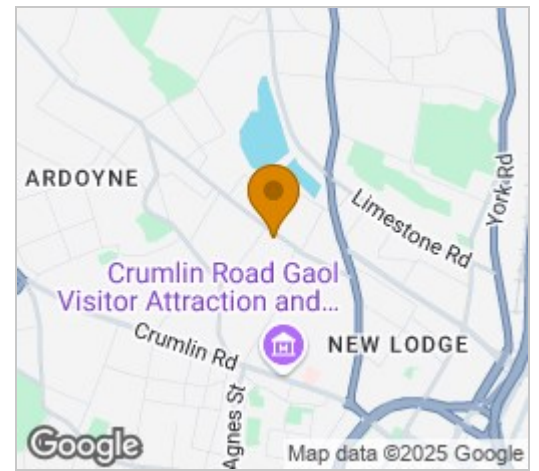 ARDOYNE
York Rd
Limestone Rd
Crumlin Road Gaol
Visitor Attraction and...
Crumlin Rd
NEW LODGE
Agnes St
Google
Map data ©2025 Google